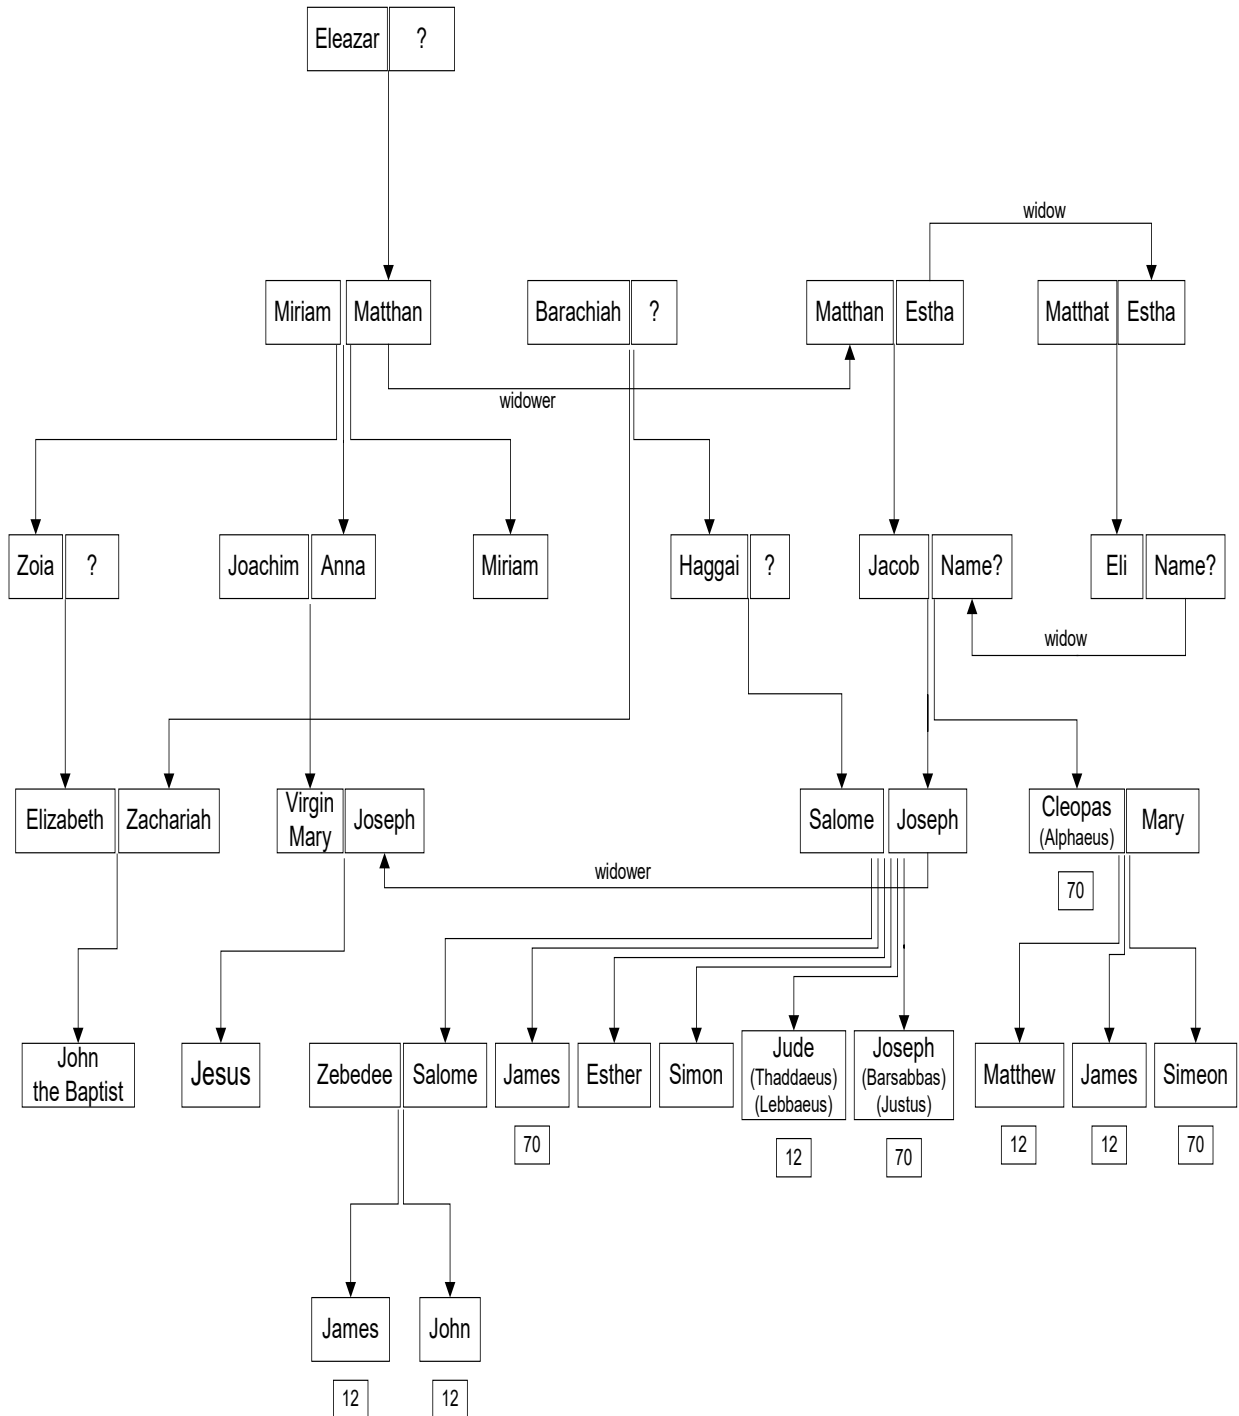 Eleazar ?
widow
Miriam Matthan Barachiah ? Matthan Estha Matthat Estha
widower
Zoia ? Joachim Anna Miriam Haggai ? Jacob Name? Eli Name?
widow
Elizabeth Zachariah Virgin Mary Joseph Salome Joseph Cleopas (Alphaeus) Mary
widower
70
John
the Baptist
Jesus
Zebedee Salome James Esther Simon
Jude
(Thaddaeus)
(Lebbaeus)
Joseph
(Barsabbas)
(Justus)
Matthew James Simeon
70 12 70 12 12 70
James John
12 12